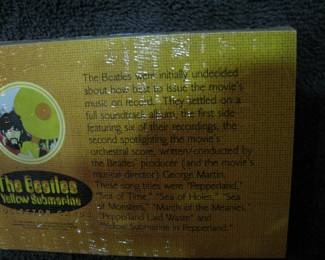 The Beatles were initially undecided
about how best to issue the movie's
music on record. They settled on a
full soundtrack album, the first side
featuring six of their recordings, the
second spotlighting the movie's
orchestral score, written/conducted by
the Beatles' producer (and the movie's
musical director) George Martin.
These song titles were "Pepperland,"
"Sea of Time," "Sea of Holes," "Sea
of Monsters," "March of the Meanies,"
"Pepperland Laid Waste" and
"Yellow Submarine in Pepperland."
The Beatles
Yellow Submarine